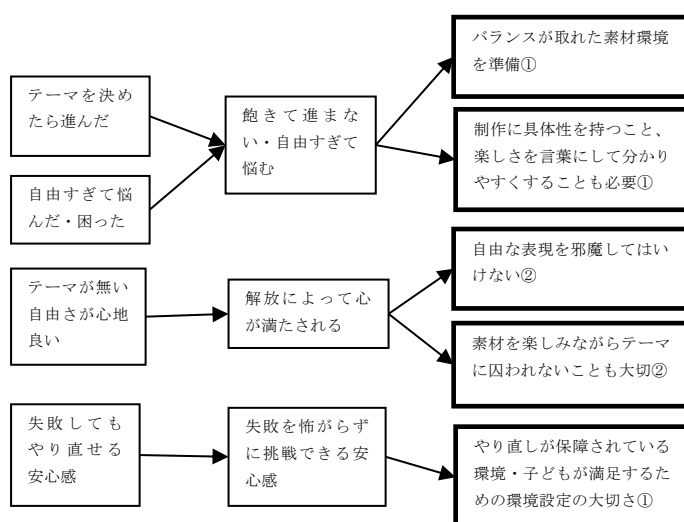 テーマを決め
たら進んだ
自由すぎて悩
んだ・困った
飽きて進まな
い・自由すぎて
悩む
バランスが取れた素材環境
を準備①
制作に具体性を持つこと、
楽しさを言葉にして分かり
やすくすることも必要①
テーマが無い
自由さが心地
良い
解放によって心
が満たされる
自由な表現を邪魔してはい
けない②
素材を楽しみながらテーマ
に囚われないことも大切②
失敗しても
やり直せる
安心感
失敗を怖がらず
に挑戦できる安
心感
やり直しが保障されている
環境・子どもが満足するた
めの環境設定の大切さ①